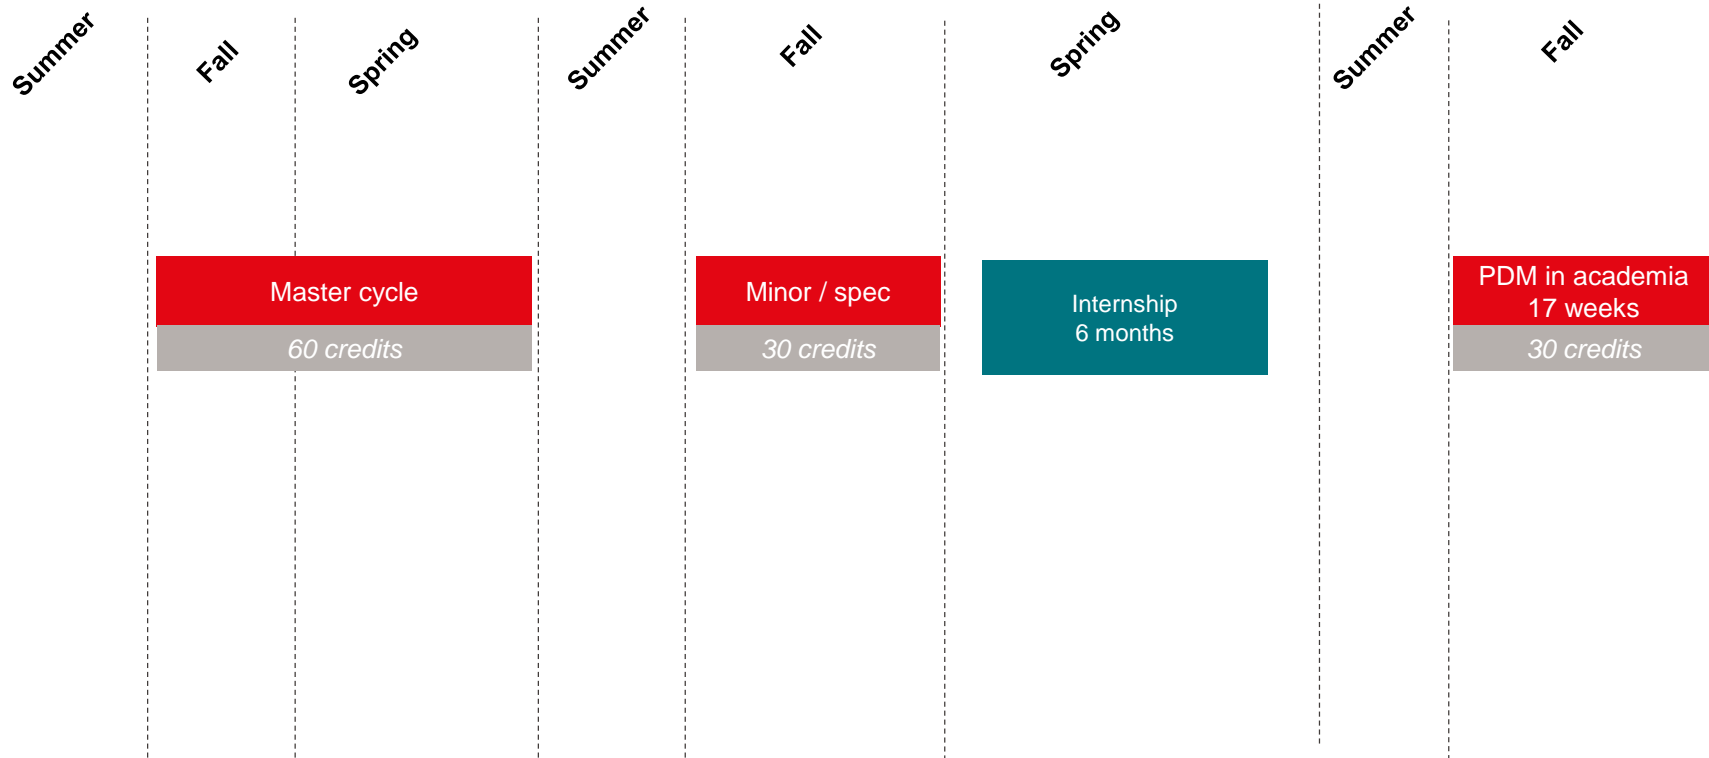 Summer
Fall
Spring
Summer
Fall
Spring
Summer
Fall
Master cycle
60 credits
Minor / spec
30 credits
Internship
6 months
PDM in academia
17 weeks
30 credits